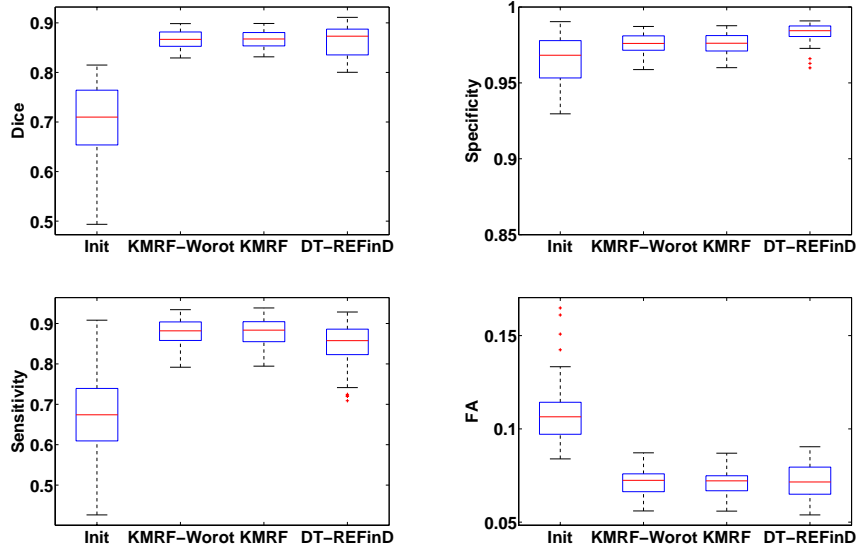 Dice
0.9
0.8
0.7
0.6
0.5
Init KMRF−Worot KMRF DT−REFinD
Specificity
1
0.95
0.9
0.85
Init KMRF−Worot KMRF DT−REFinD
Sensitivity
0.9
0.8
0.7
0.6
0.5
Init KMRF−Worot KMRF DT−REFinD
FA
0.15
0.1
0.05
Init KMRF−Worot KMRF DT−REFinD